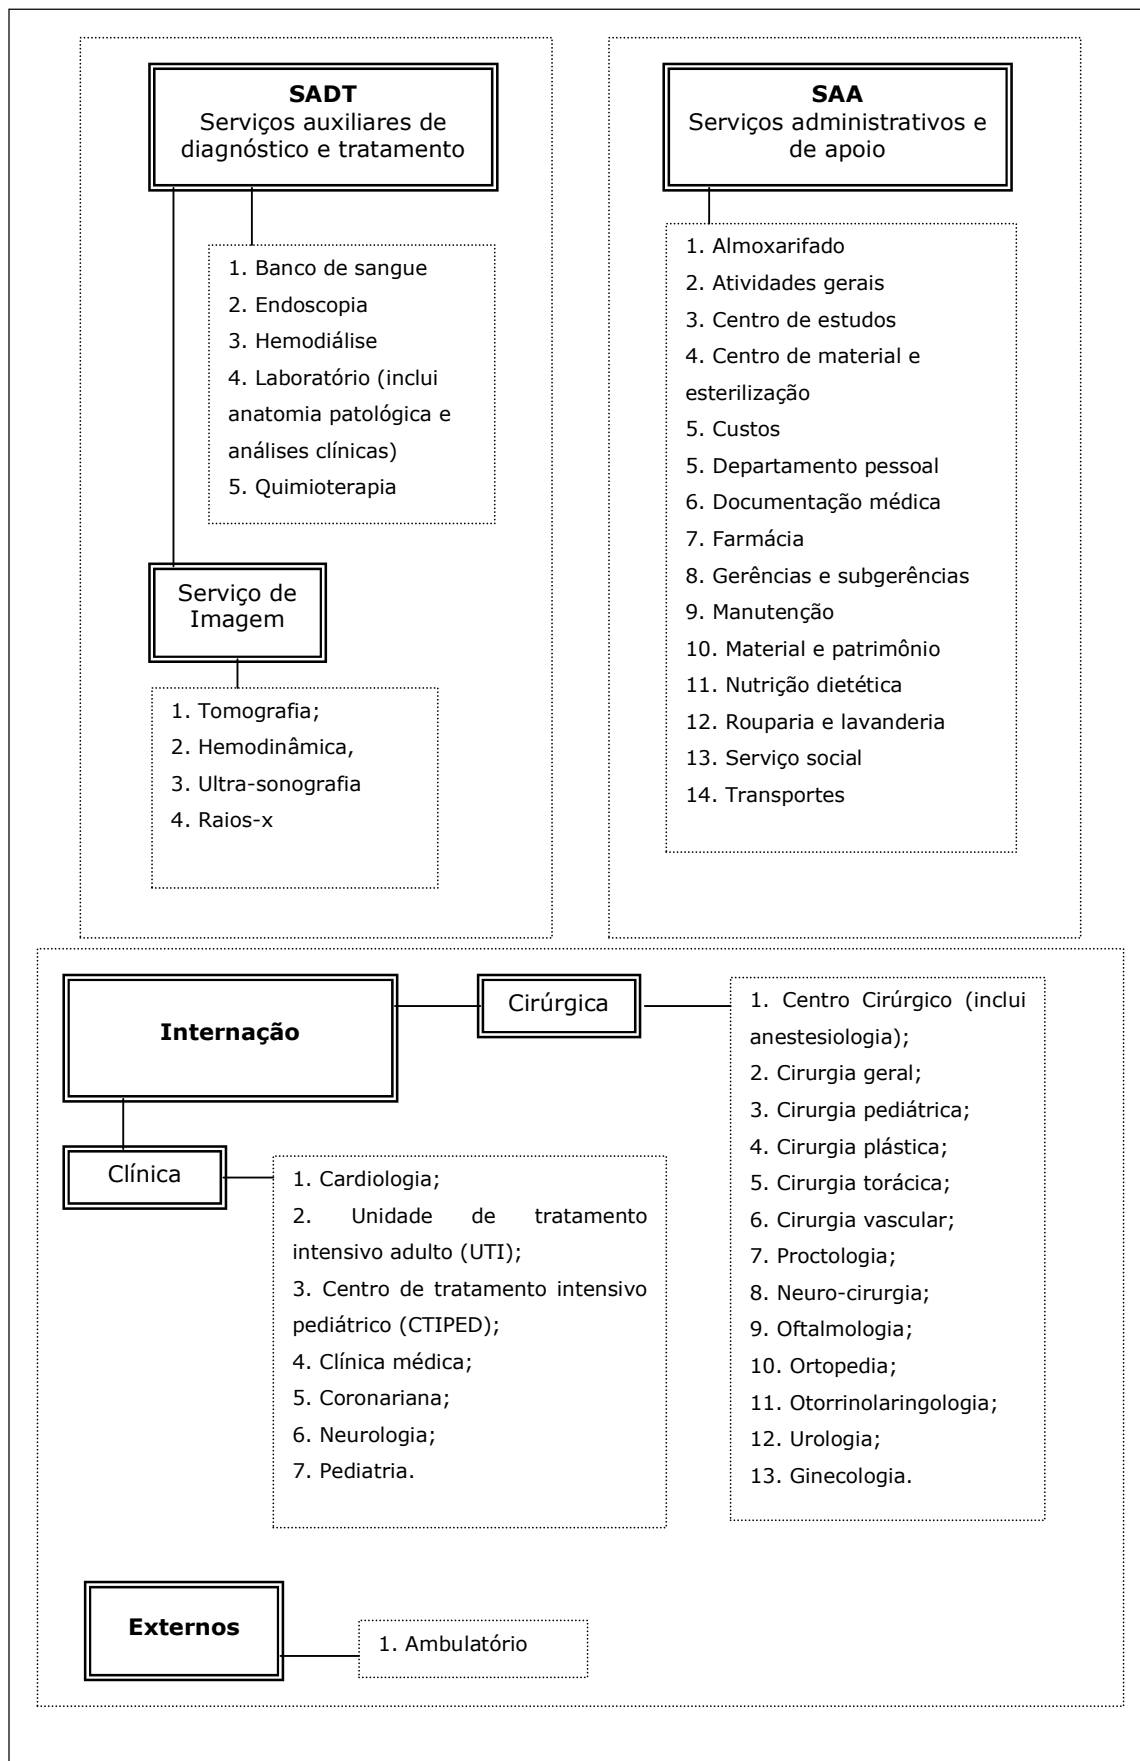 SADT
Serviços auxiliares de
diagnóstico e tratamento
1. Banco de sangue
2. Endoscopia
3. Hemodiálise
4. Laboratório (inclui
anatomia patológica e
análises clínicas)
5. Quimioterapia
Serviço de
Imagem
1. Tomografia;
2. Hemodinâmica,
3. Ultra-sonografia
4. Raios-x
SAA
Serviços administrativos e
de apoio
1. Almoxarifado
2. Atividades gerais
3. Centro de estudos
4. Centro de material e
esterilização
5. Custos
5. Departamento pessoal
6. Documentação médica
7. Farmácia
8. Gerências e subgerências
9. Manutenção
10. Material e patrimônio
11. Nutrição dietética
12. Rouparia e lavanderia
13. Serviço social
14. Transportes
Internação
Cirúrgica
1. Centro Cirúrgico (inclui
anestesiologia);
2. Cirurgia geral;
3. Cirurgia pediátrica;
4. Cirurgia plástica;
5. Cirurgia torácica;
6. Cirurgia vascular;
7. Proctologia;
8. Neuro-cirurgia;
9. Oftalmologia;
10. Ortopedia;
11. Otorrinolaringologia;
12. Urologia;
13. Ginecologia.
Clínica
1. Cardiologia;
2. Unidade de tratamento
intensivo adulto (UTI);
3. Centro de tratamento intensivo
pediátrico (CTIPED);
4. Clínica médica;
5. Coronariana;
6. Neurologia;
7. Pediatria.
Externos
1. Ambulatório